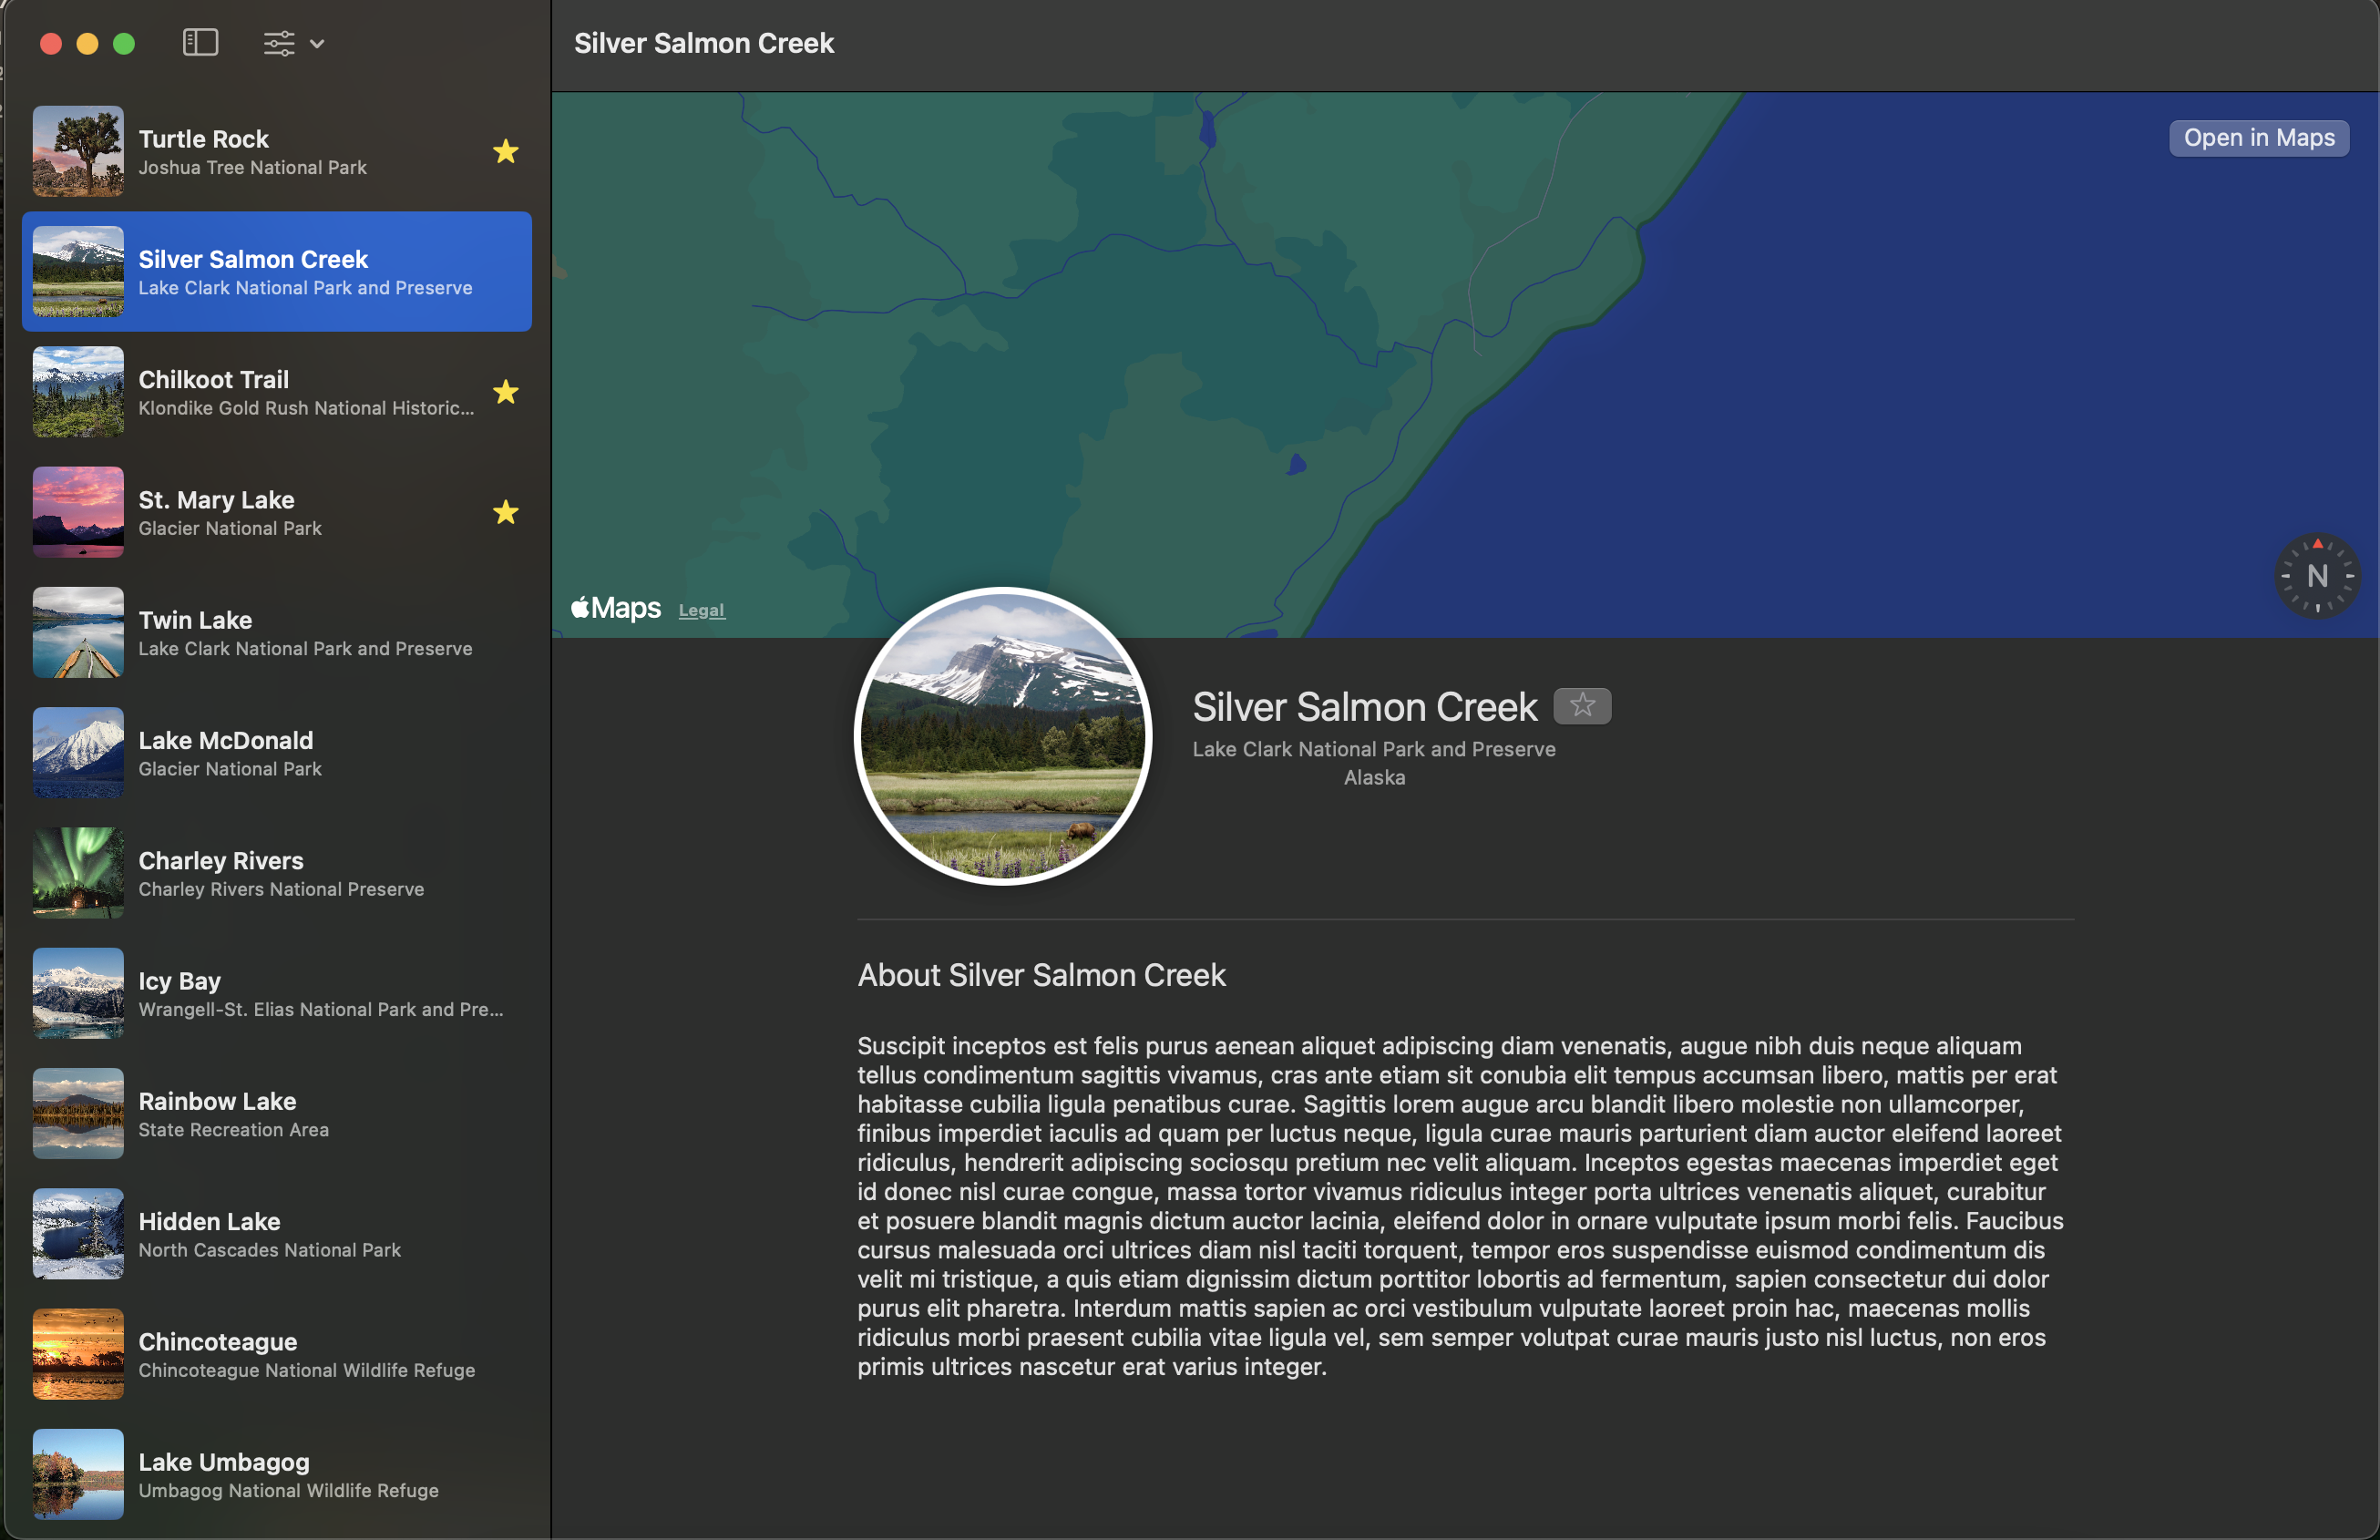 Silver Salmon Creek
Turtle Rock
Joshua Tree National Park
Silver Salmon Creek
Lake Clark National Park and Preserve
Chilkoot Trail
Klondike Gold Rush National Historic...
St. Mary Lake
Glacier National Park
Twin Lake
Lake Clark National Park and Preserve
Lake McDonald
Glacier National Park
Charley Rivers
Charley Rivers National Preserve
Icy Bay
Wrangell-St. Elias National Park and Pre...
Rainbow Lake
State Recreation Area
Hidden Lake
North Cascades National Park
Chincoteague
Chincoteague National Wildlife Refuge
Lake Umbagog
Umbagog National Wildlife Refuge
Open in Maps
N
Maps Legal
Silver Salmon Creek
Lake Clark National Park and Preserve
Alaska
About Silver Salmon Creek
Suscipit inceptos est felis purus aenean aliquet adipiscing diam venenatis, augue nibh duis neque aliquam
tellus condimentum sagittis vivamus, cras ante etiam sit conubia elit tempus accumsan libero, mattis per erat
habitasse cubilia ligula penatibus curae. Sagittis lorem augue arcu blandit libero molestie non ullamcorper,
finibus imperdiet iaculis ad quam per luctus neque, ligula curae mauris parturient diam auctor eleifend laoreet
ridiculus, hendrerit adipiscing sociosqu pretium nec velit aliquam. Inceptos egestas maecenas imperdiet eget
id donec nisl curae congue, massa tortor vivamus ridiculus integer porta ultrices venenatis aliquet, curabitur
et posuere blandit magnis dictum auctor lacinia, eleifend dolor in ornare vulputate ipsum morbi felis. Faucibus
cursus malesuada orci ultrices diam nisl taciti torquent, tempor eros suspendisse euismod condimentum dis
velit mi tristique, a quis etiam dignissim dictum porttitor lobortis ad fermentum, sapien consectetur dui dolor
purus elit pharetra. Interdum mattis sapien ac orci vestibulum vulputate laoreet proin hac, maecenas mollis
ridiculus morbi praesent cubilia vitae ligula vel, sem semper volutpat curae mauris justo nisl luctus, non eros
primis ultrices nascetur erat varius integer.